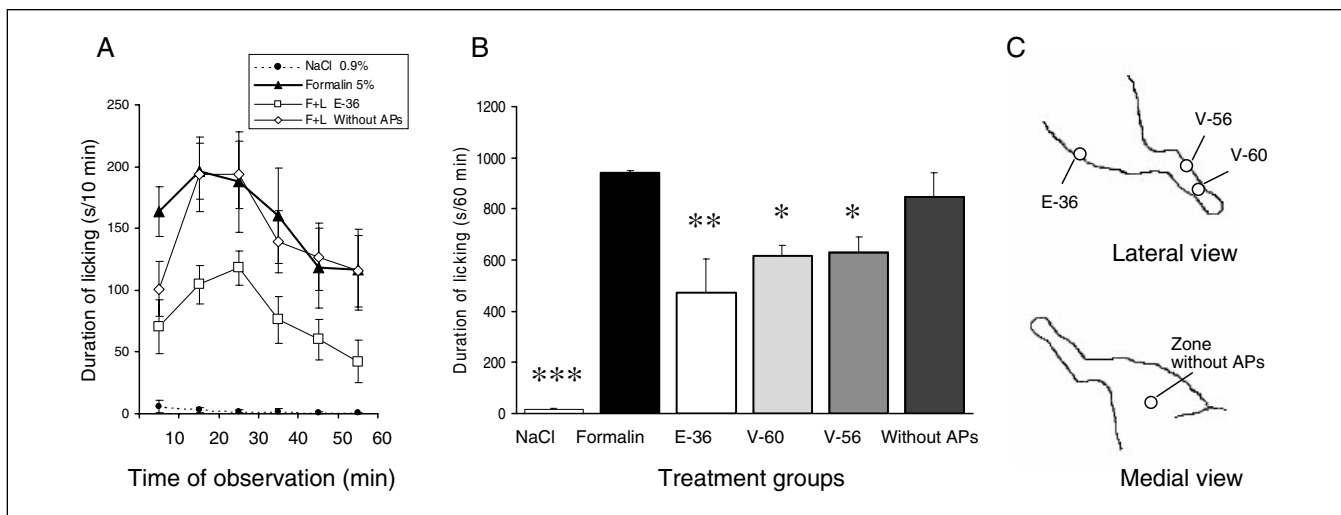 A
NaCl 0.9%
Formalin 5%
F+L E-36
F+L Without APs
Duration of licking (s/10 min)
250
200
150
100
50
0
10 20 30 40 50 60
Time of observation (min)
B
Duration of licking (s/60 min)
1200
1000
800
600
400
200
0
*** ** * *
NaCl Formalin E-36 V-60 V-56 Without APs
Treatment groups
C
V-56
V-60
E-36
Lateral view
Zone
without APs
Medial view